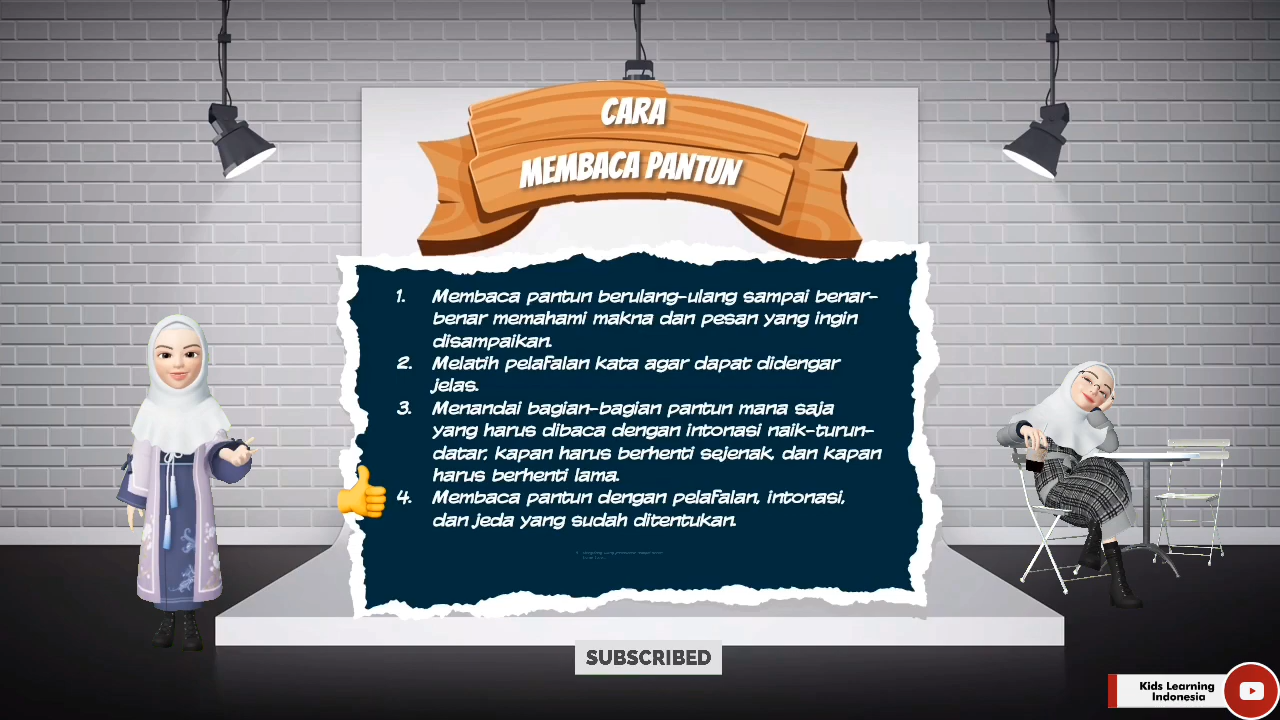 CARA
MEMBACA PANTUN
1. Membaca pantun berulang-ulang sampai benar-
benar memahami makna dan pesan yang ingin
disampaikan.
2. Melatih pelafalan kata agar dapat didengar
jelas.
3. Menandai bagian-bagian pantun mana saja
yang harus dibaca dengan intonasi naik-turun-
datar, kapan harus berhenti sejenak, dan kapan
harus berhenti lama.
4. Membaca pantun dengan pelafalan, intonasi,
dan jeda yang sudah ditentukan.
SUBSCRIBED
Kids Learning
Indonesia